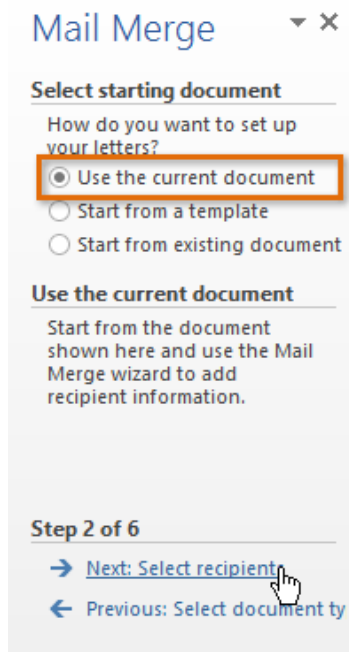 Mail Merge
Select starting document
How do you want to set up
your letters?
Use the current document
Start from a template
Start from existing document
Use the current document
Start from the document
shown here and use the Mail
Merge wizard to add
recipient information.
Step 2 of 6
Next: Select recipient
Previous: Select document ty